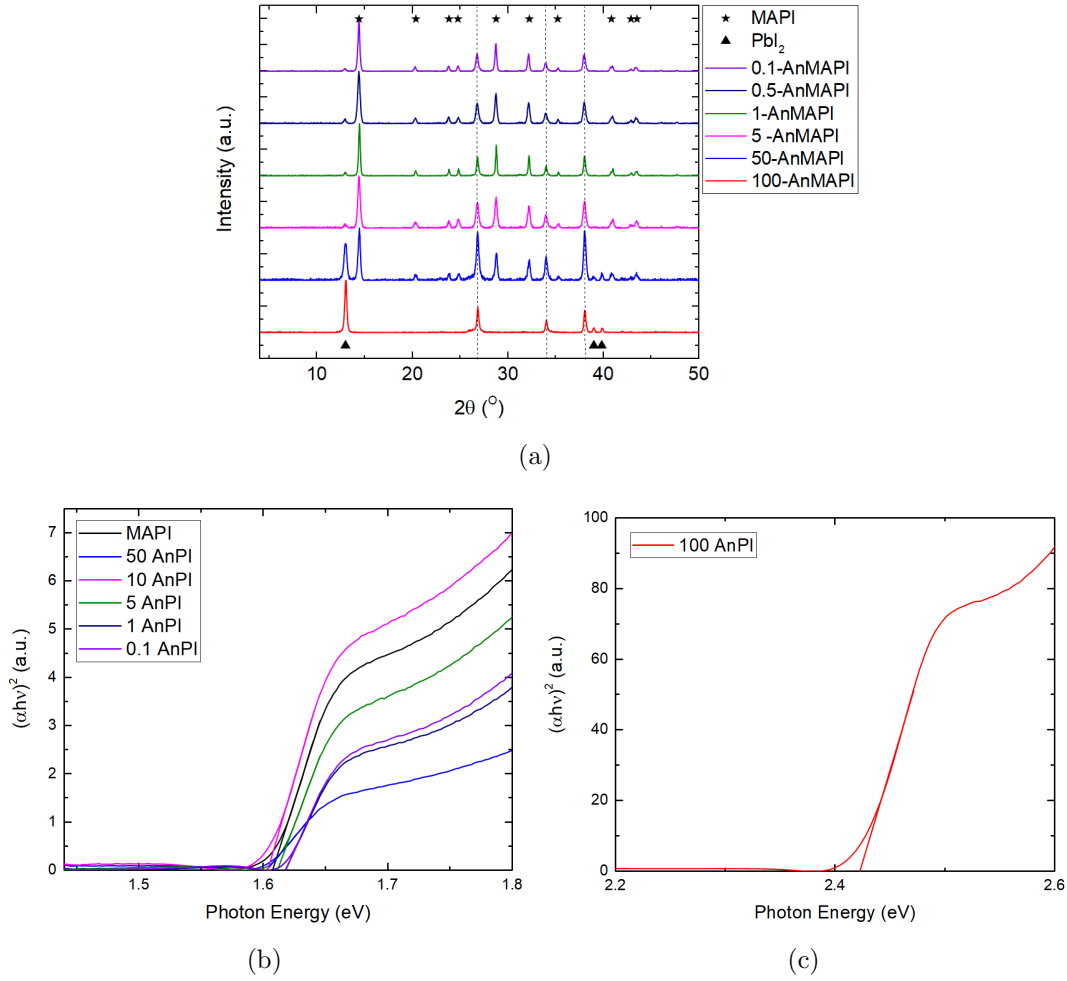 ★ MAPI
▲ PbI₂
0.1-AnMAPI
0.5-AnMAPI
1-AnMAPI
5 -AnMAPI
50-AnMAPI
100-AnMAPI
Intensity (a.u.)
10 20 30 40 50
2θ (°)
(a)
MAPI
50 AnPI
10 AnPI
5 AnPI
1 AnPI
0.1 AnPI
7
6
5
4
3
2
1
0
(αhν)² (a.u.)
1.5 1.6 1.7 1.8
Photon Energy (eV)
(b)
100 AnPI
100
80
60
40
20
0
(αhν)² (a.u.)
2.2 2.4 2.6
Photon Energy (eV)
(c)